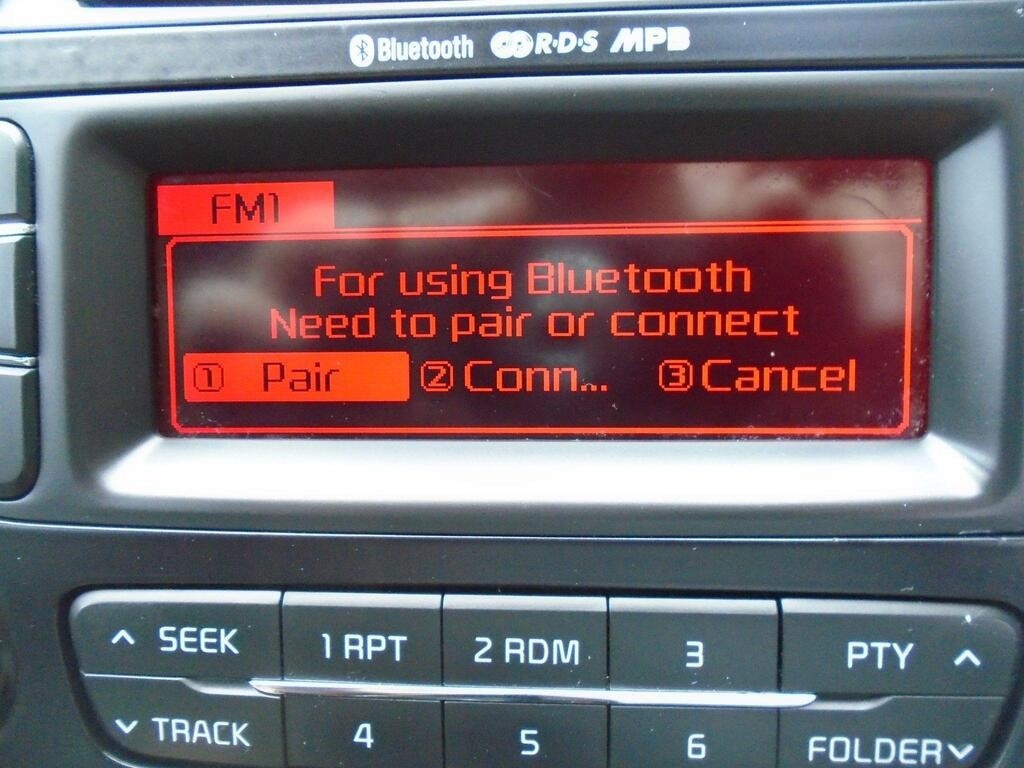 Bluetooth R·D·S MPB
FM1
For using Bluetooth
Need to pair or connect
① Pair ② Conn... ③ Cancel
SEEK 1 RPT 2 RDM 3 PTY
TRACK 4 5 6 FOLDER